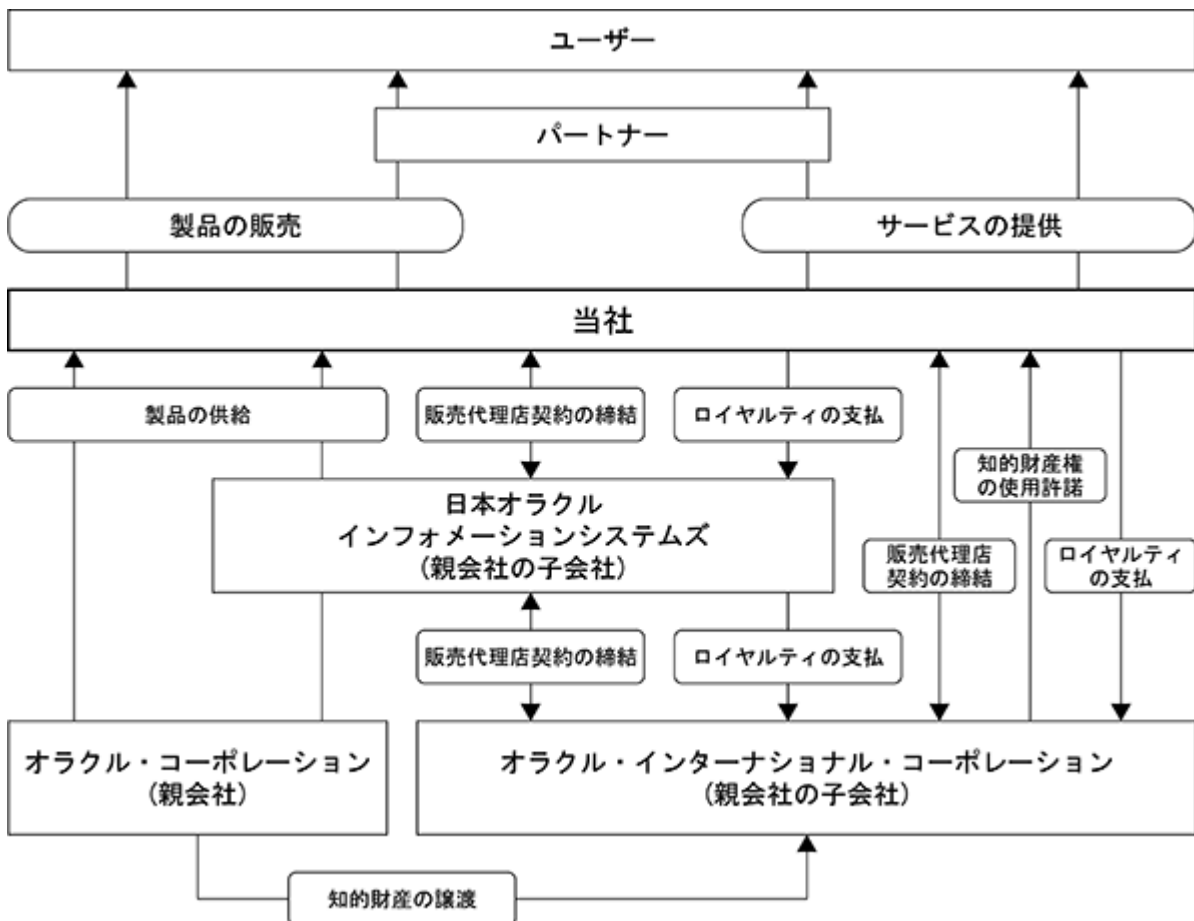 ユーザー
パートナー
製品の販売
サービスの提供
当社
製品の供給
販売代理店契約の締結
ロイヤルティの支払
知的財産権
の使用許諾
日本オラクル
インフォメーションシステムズ
(親会社の子会社)
販売代理店
契約の締結
ロイヤルティ
の支払
販売代理店契約の締結
ロイヤルティの支払
オラクル・コーポレーション
(親会社)
オラクル・インターナショナル・コーポレーション
(親会社の子会社)
知的財産の譲渡